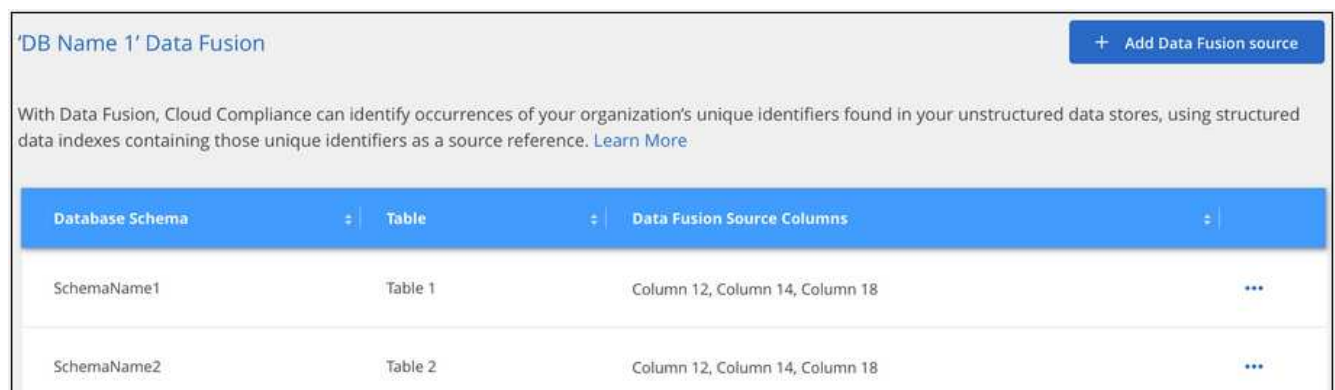 ‘DB Name 1’ Data Fusion
+ Add Data Fusion source
With Data Fusion, Cloud Compliance can identify occurrences of your organization’s unique identifiers found in your unstructured data stores, using structured
data indexes containing those unique identifiers as a source reference. Learn More
Database Schema Table Data Fusion Source Columns
SchemaName1 Table 1 Column 12, Column 14, Column 18
SchemaName2 Table 2 Column 12, Column 14, Column 18